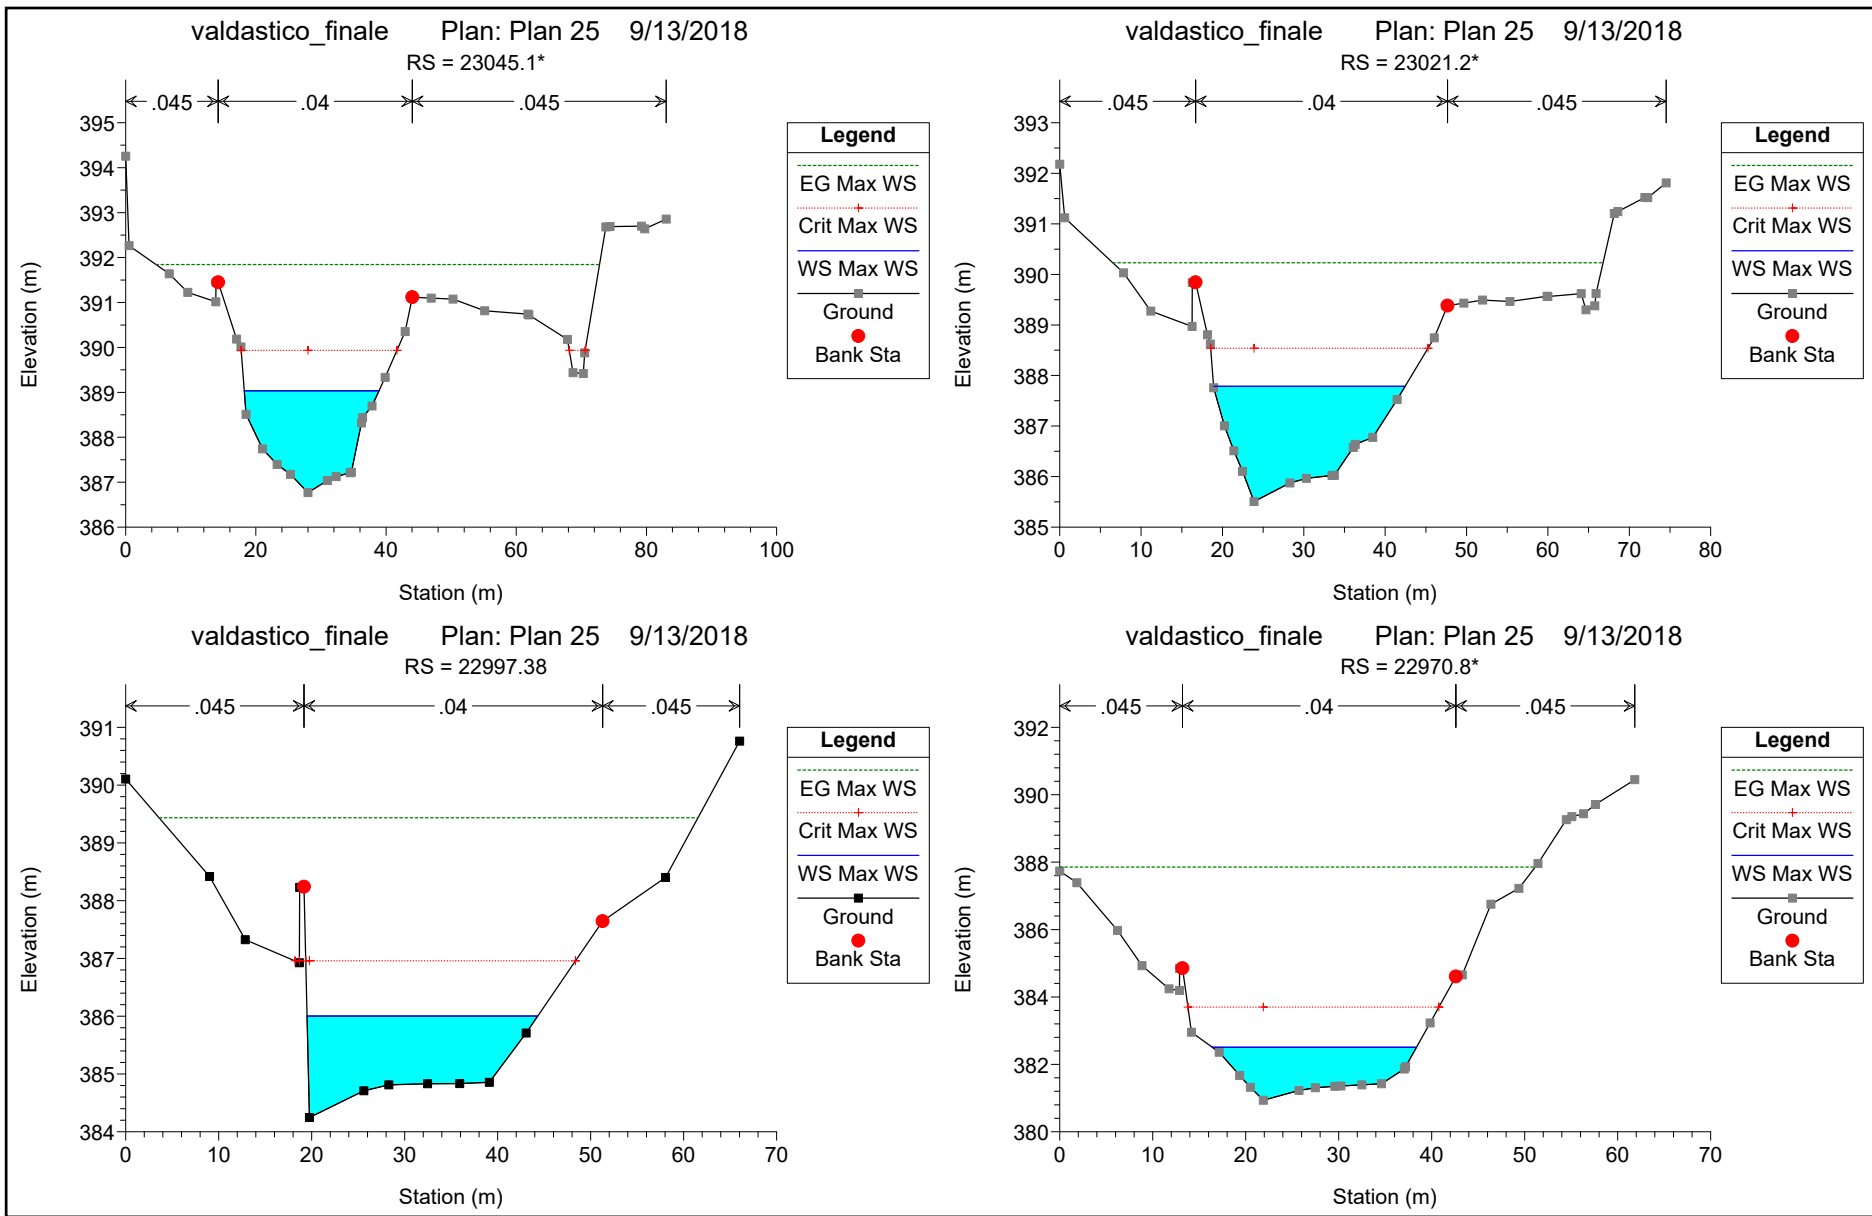 valdastico_finale Plan: Plan 25 9/13/2018
RS = 23045.1*
.045 .04 .045
395
394
393
392
391
390
389
388
387
386
Elevation (m)
0 20 40 60 80 100
Station (m)
Legend
EG Max WS
Crit Max WS
WS Max WS
Ground
Bank Sta
valdastico_finale Plan: Plan 25 9/13/2018
RS = 23021.2*
.045 .04 .045
393
392
391
390
389
388
387
386
385
Elevation (m)
0 10 20 30 40 50 60 70 80
Station (m)
Legend
EG Max WS
Crit Max WS
WS Max WS
Ground
Bank Sta
valdastico_finale Plan: Plan 25 9/13/2018
RS = 22997.38
.045 .04 .045
391
390
389
388
387
386
385
384
Elevation (m)
0 10 20 30 40 50 60 70
Station (m)
Legend
EG Max WS
Crit Max WS
WS Max WS
Ground
Bank Sta
valdastico_finale Plan: Plan 25 9/13/2018
RS = 22970.8*
.045 .04 .045
392
390
388
386
384
382
380
Elevation (m)
0 10 20 30 40 50 60 70
Station (m)
Legend
EG Max WS
Crit Max WS
WS Max WS
Ground
Bank Sta